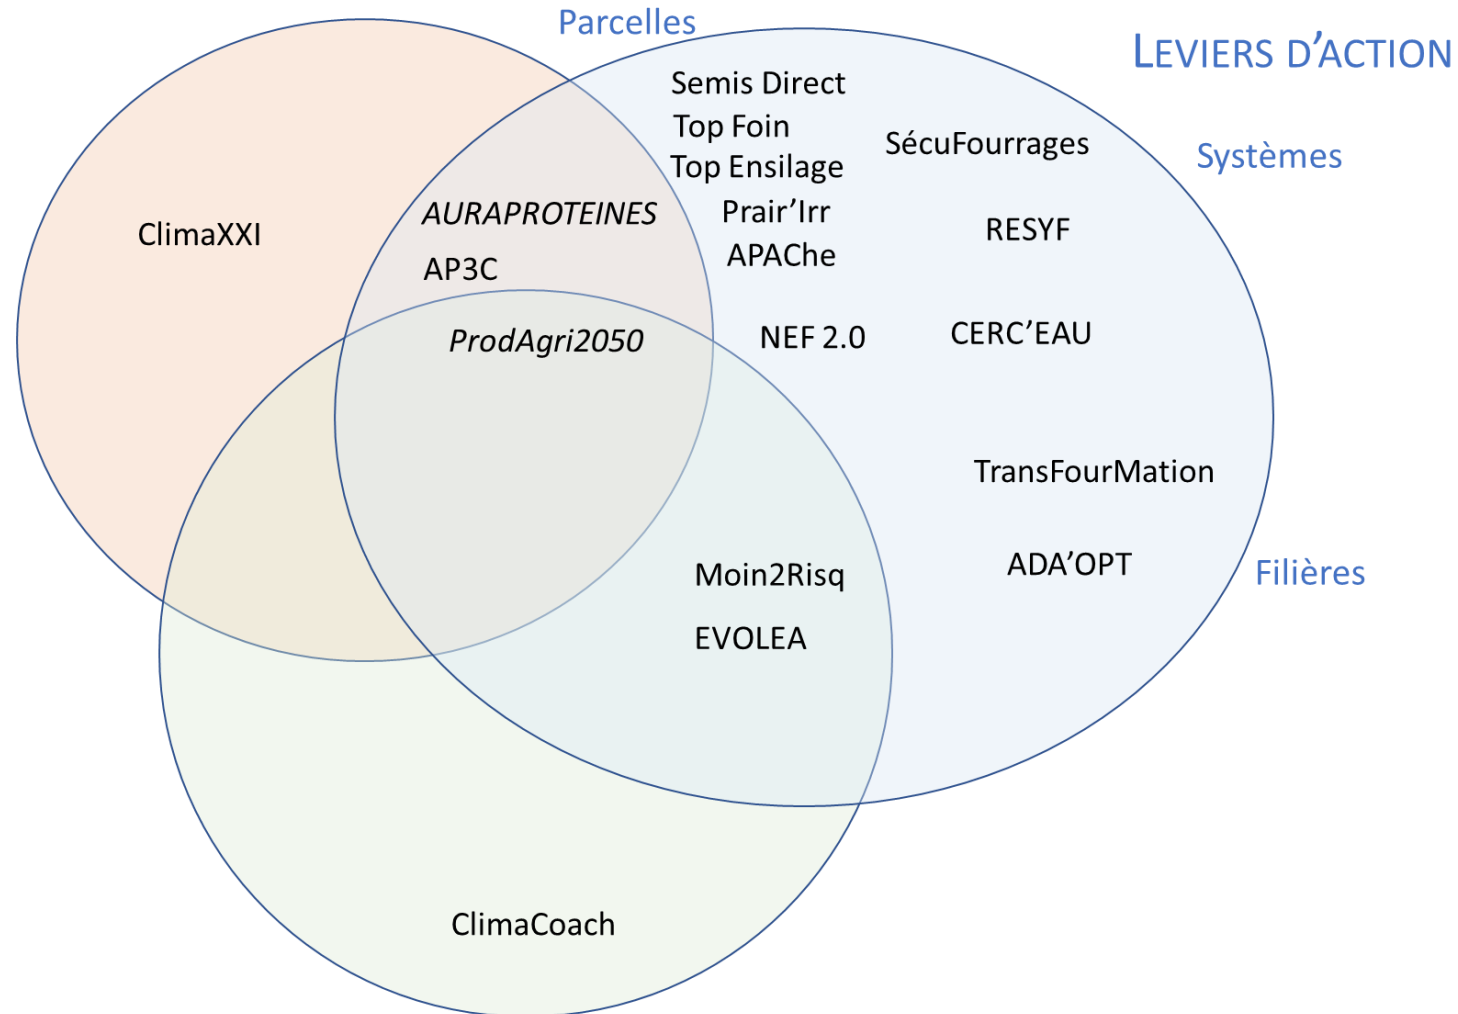 Parcelles
LEVIERS D’ACTION
Semis Direct
Top Foin
Top Ensilage
SécuFourrages
Systèmes
AURAPROTEINES
Prair’Irr
RESYF
ClimaXXI
AP3C
APAChe
ProdAgri2050
NEF 2.0
CERC’EAU
TransFourMation
Moin2Risq
ADA’OPT
Filières
EVOLEA
ClimaCoach